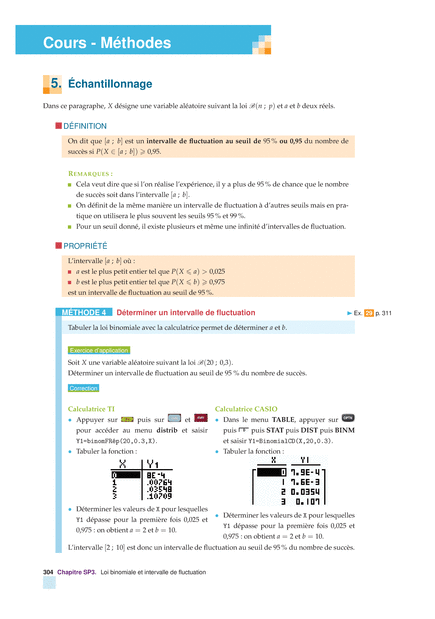 Cours - Méthodes
5. Échantillonnage
Dans ce paragraphe, X désigne une variable aléatoire suivant la loi ℬ(n ; p) et a et b deux réels.
DÉFINITION
On dit que [a ; b] est un intervalle de fluctuation au seuil de 95 % ou 0,95 du nombre de
succès si P(X ∈ [a ; b]) ⩾ 0,95.
REMARQUES :
Cela veut dire que si l'on réalise l'expérience, il y a plus de 95 % de chance que le nombre
de succès soit dans l'intervalle [a ; b].
On définit de la même manière un intervalle de fluctuation à d'autres seuils mais en pra-
tique on utilisera le plus souvent les seuils 95 % et 99 %.
Pour un seuil donné, il existe plusieurs et même une infinité d'intervalles de fluctuation.
PROPRIÉTÉ
L'intervalle [a ; b] où :
a est le plus petit entier tel que P(X ⩽ a) > 0,025
b est le plus petit entier tel que P(X ⩽ b) ⩾ 0,975
est un intervalle de fluctuation au seuil de 95 %.
MÉTHODE 4 Déterminer un intervalle de fluctuation ► Ex. 29 p. 311
Tabuler la loi binomiale avec la calculatrice permet de déterminer a et b.
Exercice d'application
Soit X une variable aléatoire suivant la loi ℬ(20 ; 0,3).
Déterminer un intervalle de fluctuation au seuil de 95 % du nombre de succès.
Correction
Calculatrice TI
Appuyer sur puis sur et
pour accéder au menu distrib et saisir
Y1=binomFRép(20,0.3,X).
Tabuler la fonction :
X Y1
0 8E-4
1 .00764
2 .03548
3 .10709
Déterminer les valeurs de X pour lesquelles
Y1 dépasse pour la première fois 0,025 et
0,975 : on obtient a = 2 et b = 10.
Calculatrice CASIO
Dans le menu TABLE, appuyer sur OPTN
puis puis STAT puis DIST puis BINM
et saisir Y1=BinomialCD(X,20,0.3).
Tabuler la fonction :
X Y1
0 7.9E-4
1 7.6E-3
2 0.0354
3 0.107
Déterminer les valeurs de X pour lesquelles
Y1 dépasse pour la première fois 0,025 et
0,975 : on obtient a = 2 et b = 10.
L'intervalle [2 ; 10] est donc un intervalle de fluctuation au seuil de 95 % du nombre de succès.
304 Chapitre SP3. Loi binomiale et intervalle de fluctuation